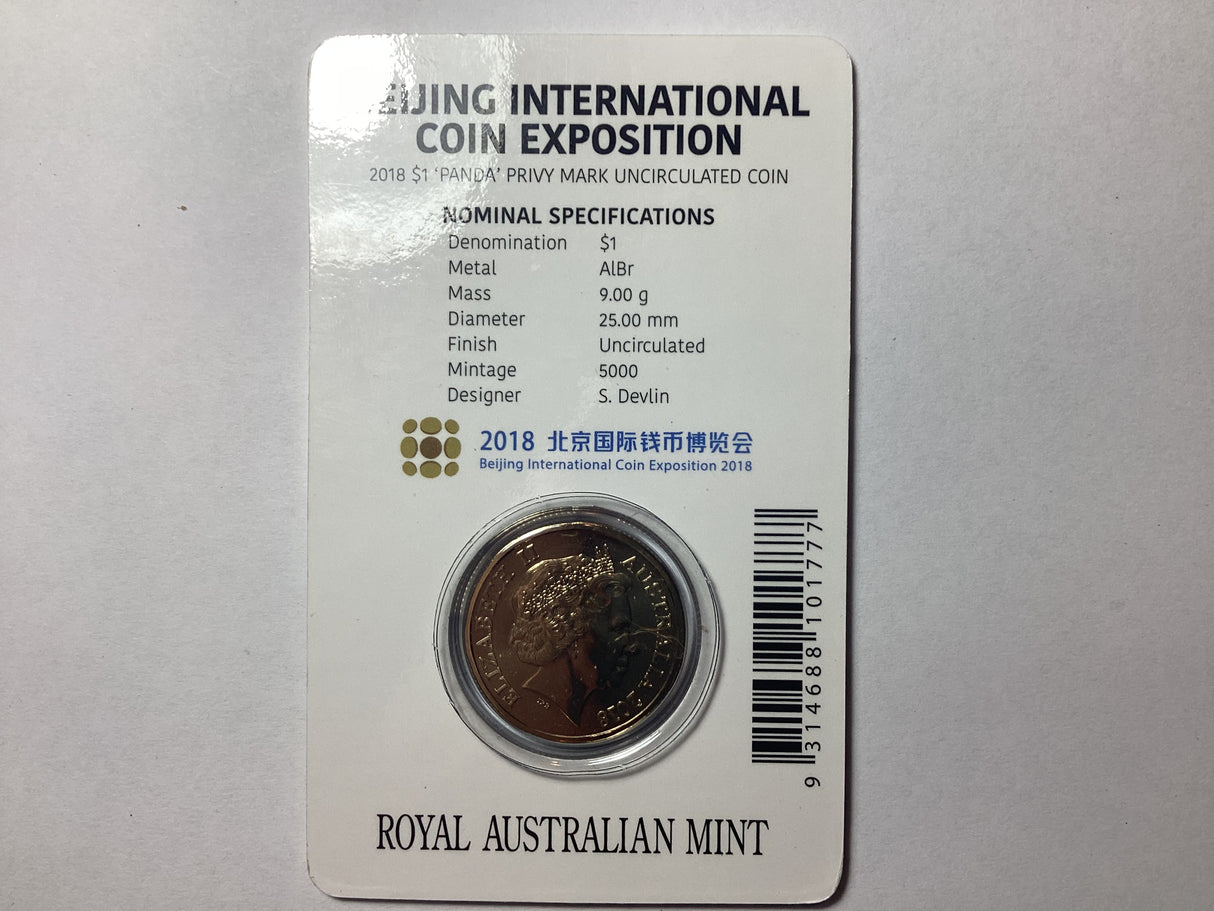 EIJING INTERNATIONAL
COIN EXPOSITION
2018 $1 ‘PANDA’ PRIVY MARK UNCIRCULATED COIN
NOMINAL SPECIFICATIONS
Denomination $1
Metal AlBr
Mass 9.00 g
Diameter 25.00 mm
Finish Uncirculated
Mintage 5000
Designer S. Devlin
2018 北京国际钱币博览会
Beijing International Coin Exposition 2018
ELIZABETH II AUSTRALIA 2018
IRB
9 314688 101777
ROYAL AUSTRALIAN MINT